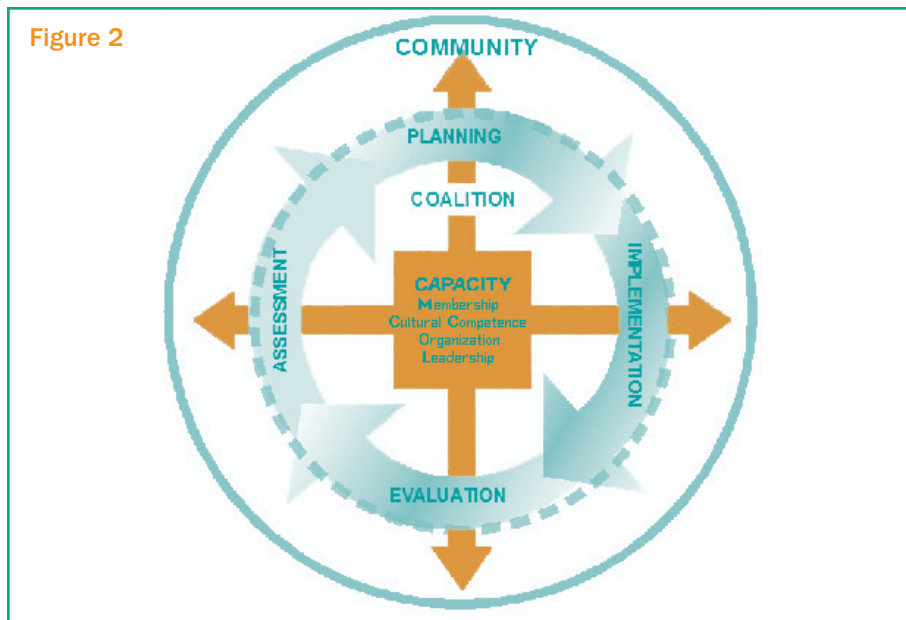 Figure 2
COMMUNITY
PLANNING
COALITION
ASSESSMENT
CAPACITY
Membership
Cultural Competence
Organization
Leadership
IMPLEMENTATION
EVALUATION